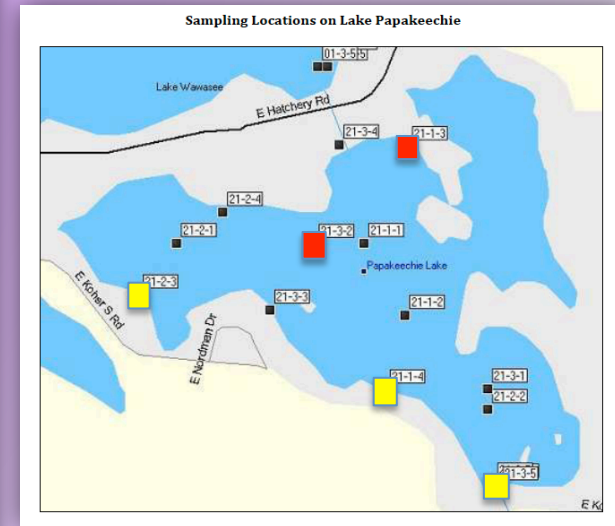 Sampling Locations on Lake Papakeechie
01-3-5
Lake Wawasee
E Hatchery Rd
21-3-4
21-1-3
21-2-4
21-2-1
21-3-2
21-1-1
Papakeechie Lake
21-2-3
E Koher S Rd
21-3-3
21-1-2
E Nordman Dr
21-1-4
21-3-1
21-2-2
21-3-5